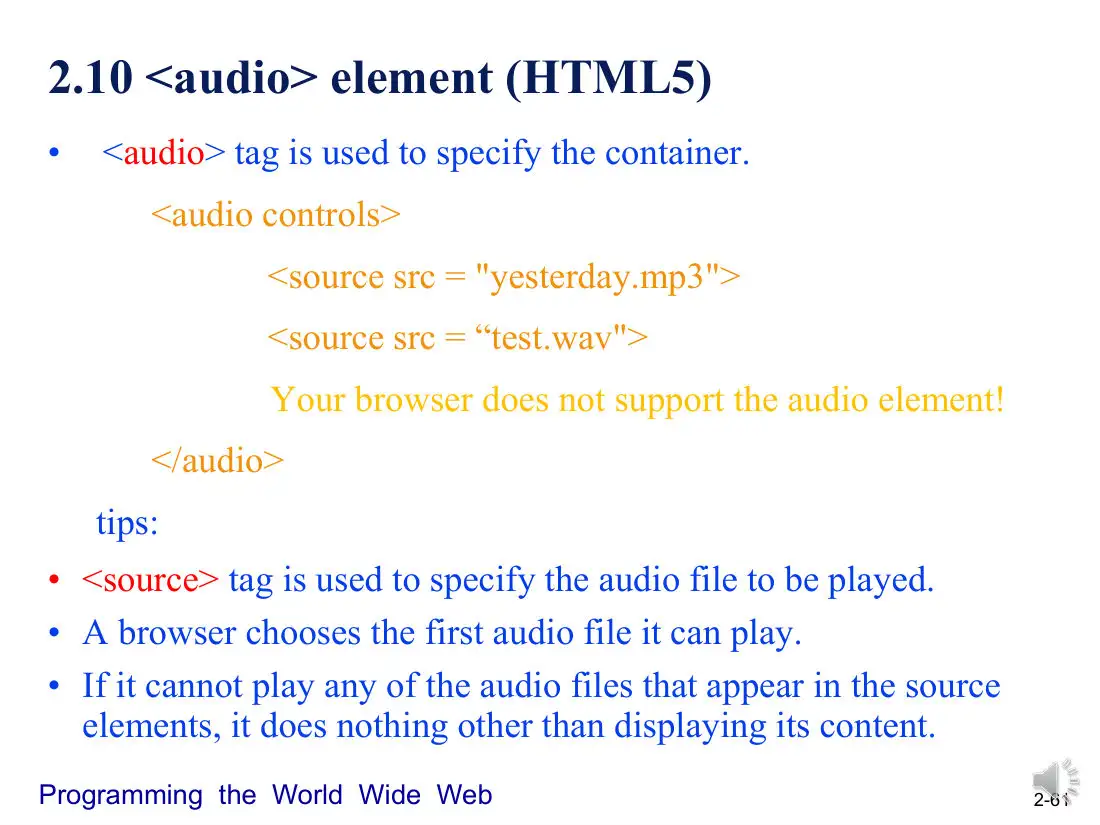 2.10 <audio> element (HTML5)
• <audio> tag is used to specify the container.
<audio controls>
<source src = "yesterday.mp3">
<source src = “test.wav">
Your browser does not support the audio element!
</audio>
tips:
• <source> tag is used to specify the audio file to be played.
• A browser chooses the first audio file it can play.
• If it cannot play any of the audio files that appear in the source
elements, it does nothing other than displaying its content.
Programming the World Wide Web
2-61